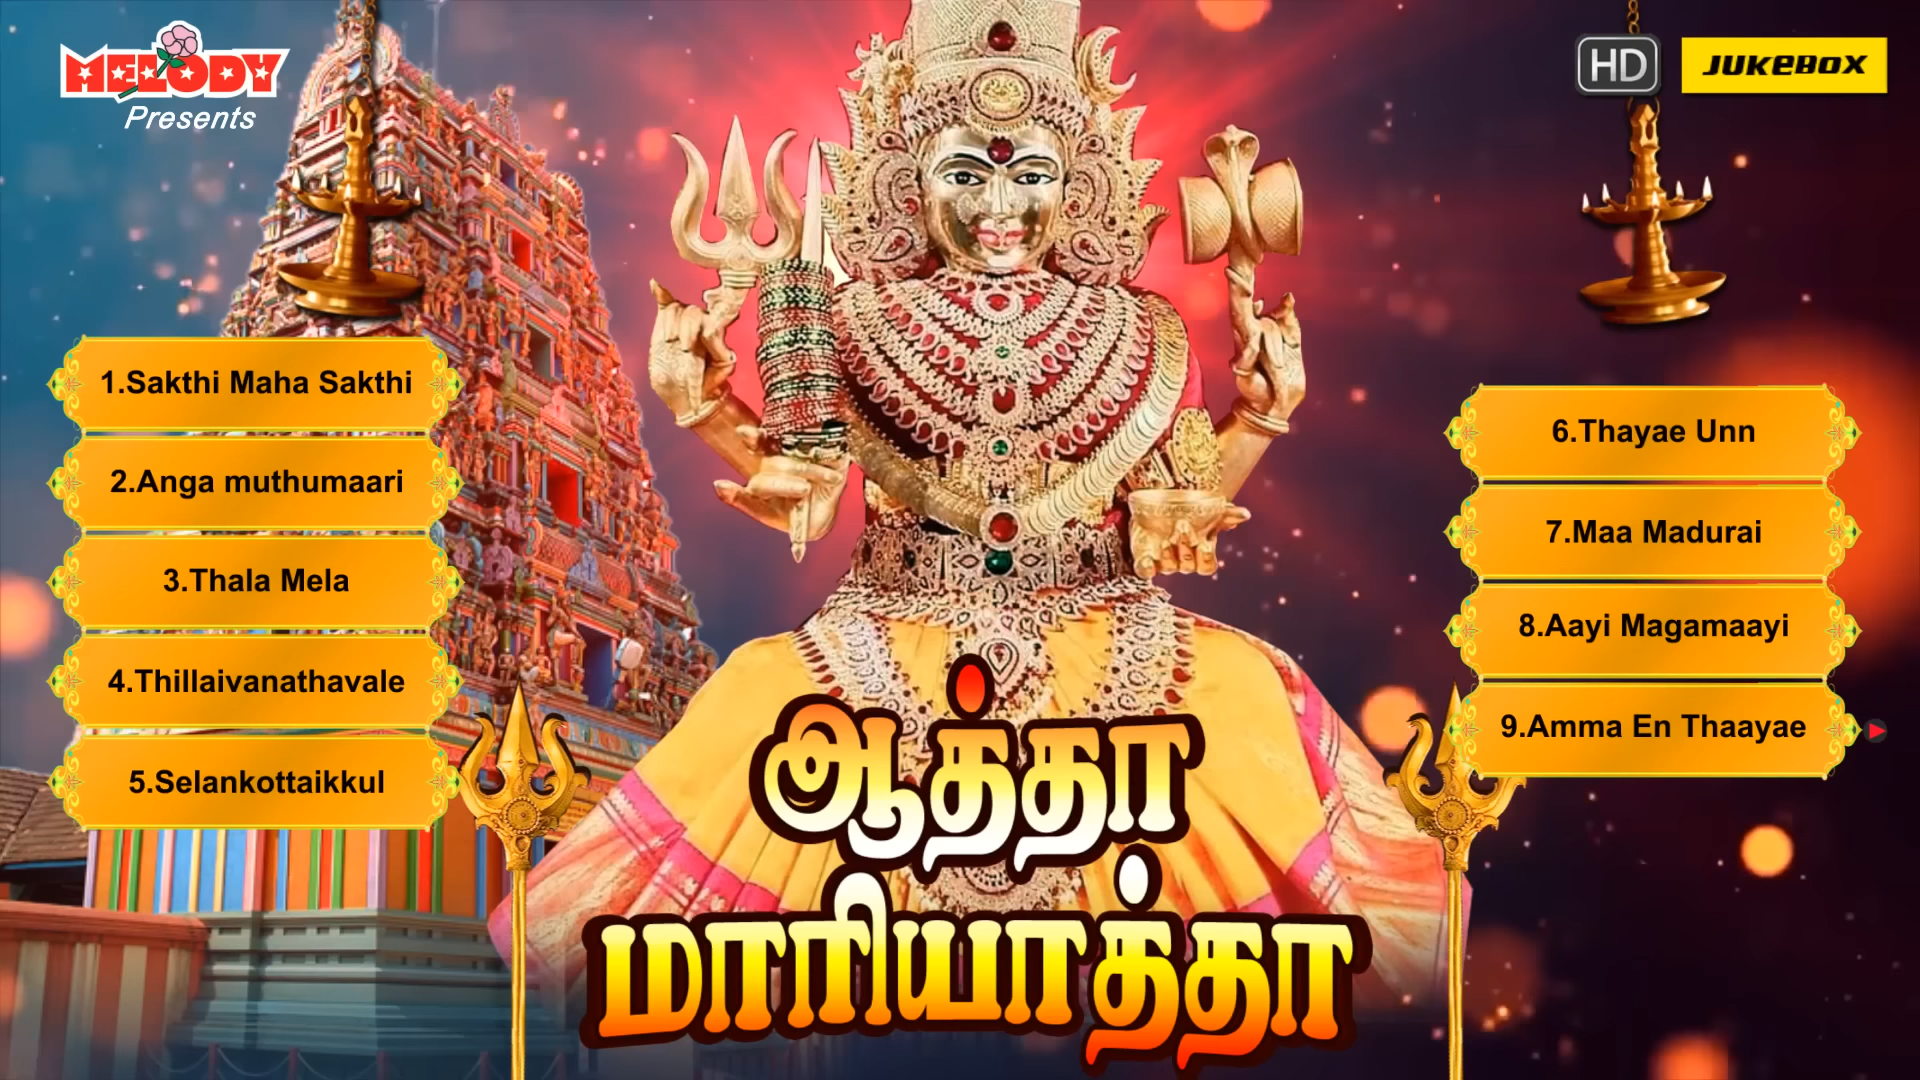 MELODY
Presents
HD
JUKEBOX
1.Sakthi Maha Sakthi
2.Anga muthumaari
3.Thala Mela
4.Thillaivanathavale
5.Selankottaikkul
6.Thayae Unn
7.Maa Madurai
8.Aayi Magamaayi
9.Amma En Thaayae
ஆத்தா
மாரியாத்தா